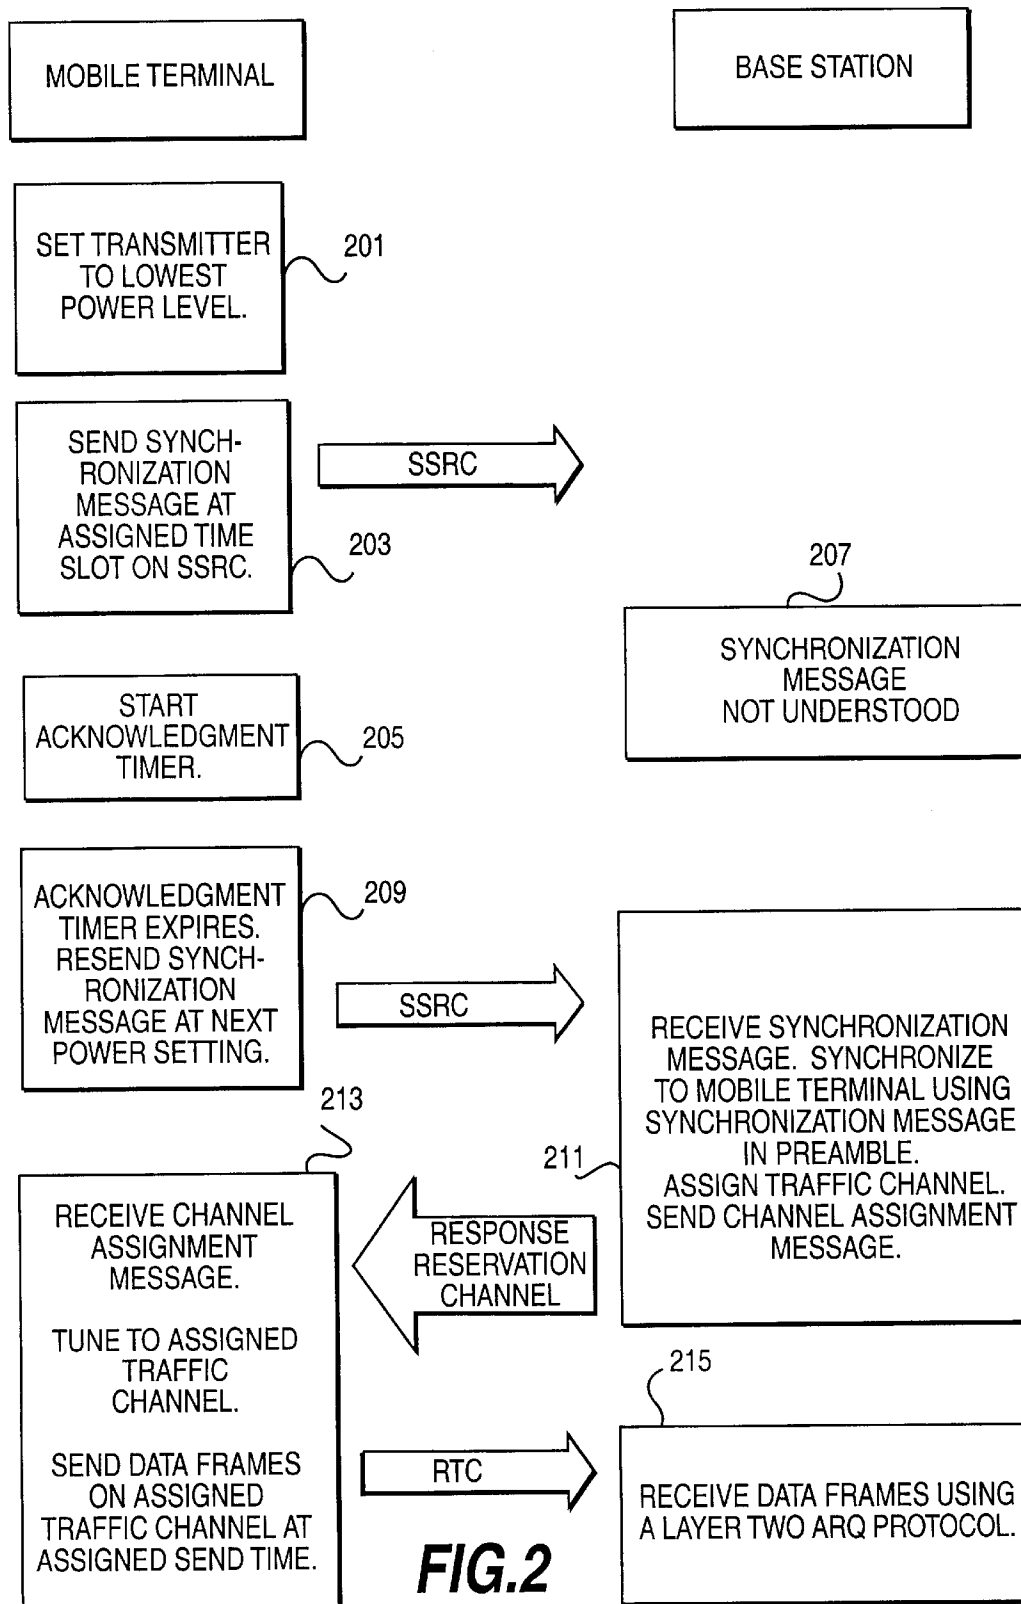 MOBILE TERMINAL
BASE STATION
SET TRANSMITTER
TO LOWEST
POWER LEVEL.
201
SEND SYNCH-
RONIZATION
MESSAGE AT
ASSIGNED TIME
SLOT ON SSRC.
203
SSRC
207
SYNCHRONIZATION
MESSAGE
NOT UNDERSTOOD
START
ACKNOWLEDGMENT
TIMER.
205
ACKNOWLEDGMENT
TIMER EXPIRES.
RESEND SYNCH-
RONIZATION
MESSAGE AT NEXT
POWER SETTING.
209
SSRC
RECEIVE SYNCHRONIZATION
MESSAGE. SYNCHRONIZE
TO MOBILE TERMINAL USING
SYNCHRONIZATION MESSAGE
IN PREAMBLE.
ASSIGN TRAFFIC CHANNEL.
SEND CHANNEL ASSIGNMENT
MESSAGE.
211
213
RESPONSE
RESERVATION
CHANNEL
RECEIVE CHANNEL
ASSIGNMENT
MESSAGE.
TUNE TO ASSIGNED
TRAFFIC
CHANNEL.
SEND DATA FRAMES
ON ASSIGNED
TRAFFIC CHANNEL AT
ASSIGNED SEND TIME.
RTC
215
RECEIVE DATA FRAMES USING
A LAYER TWO ARQ PROTOCOL.
FIG.2